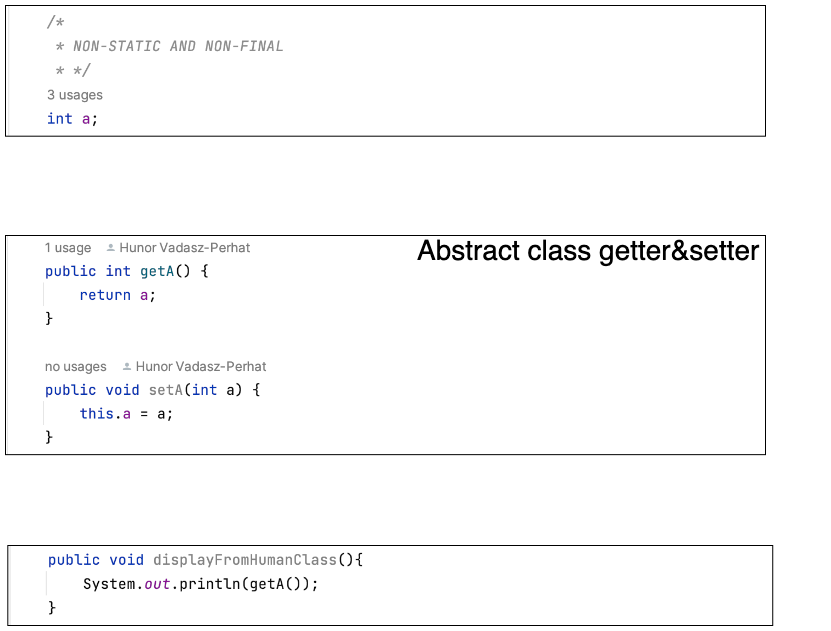 /*
* NON-STATIC AND NON-FINAL
* */
3 usages
int a;
1 usage Hunor Vadasz-Perhat
Abstract class getter&setter
public int getA() {
return a;
}
no usages Hunor Vadasz-Perhat
public void setA(int a) {
this.a = a;
}
public void displayFromHumanClass(){
System.out.println(getA());
}